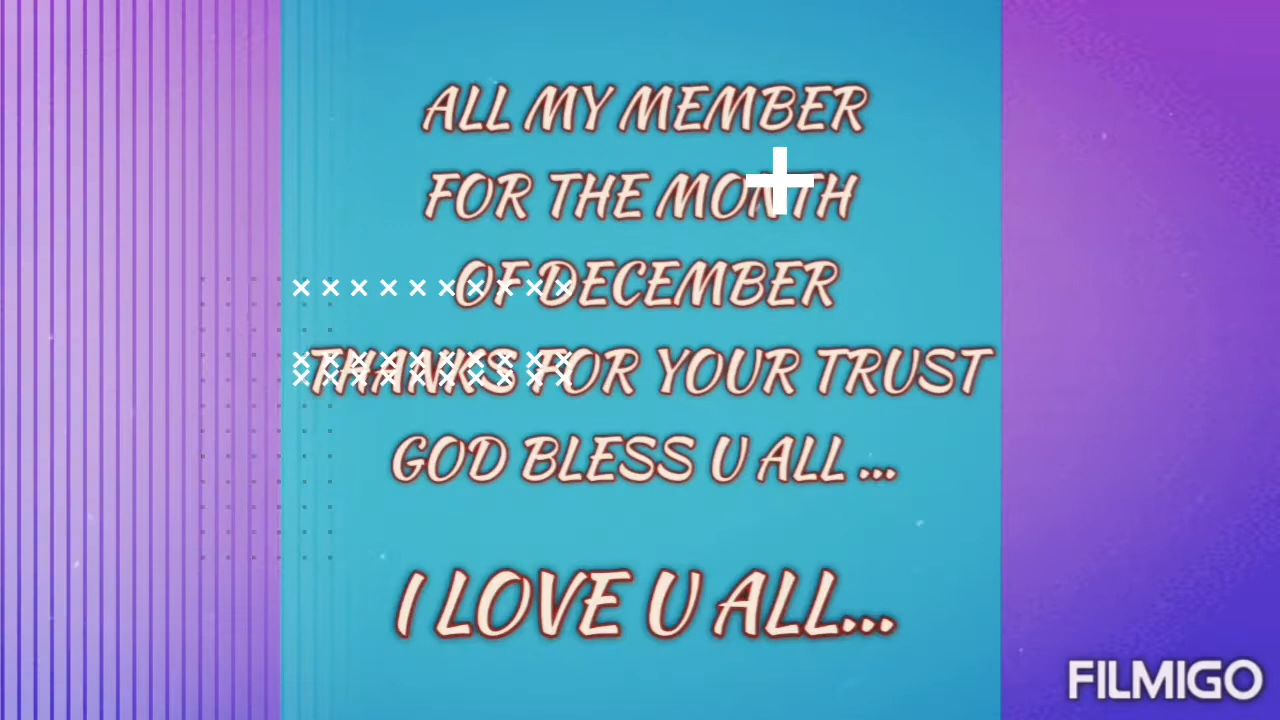 ALL MY MEMBER
FOR THE MONTH
OF DECEMBER
THANKS FOR YOUR TRUST
GOD BLESS U ALL ...
I LOVE U ALL...
FILMIGO